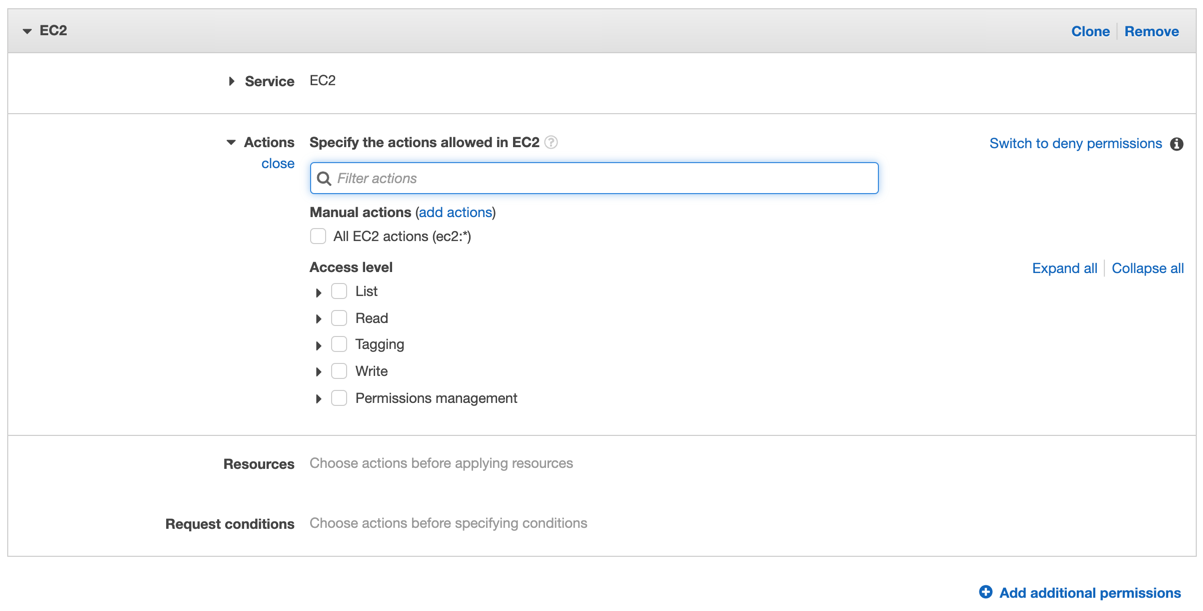 EC2 Clone Remove
Service EC2
Actions Specify the actions allowed in EC2 ? Switch to deny permissions i
close
Filter actions
Manual actions (add actions)
All EC2 actions (ec2:*)
Access level Expand all Collapse all
List
Read
Tagging
Write
Permissions management
Resources Choose actions before applying resources
Request conditions Choose actions before specifying conditions
Add additional permissions